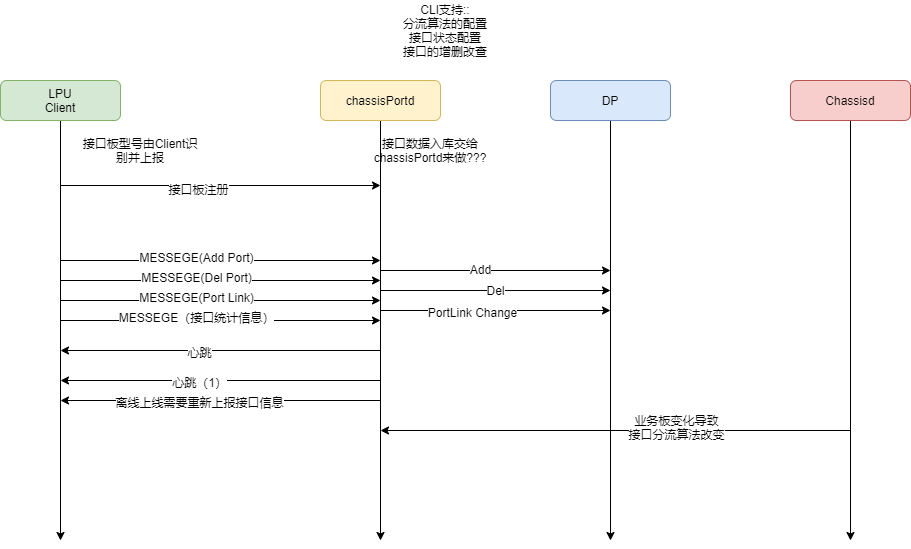 CLI支持::
分流算法的配置
接口状态配置
接口的增删改查
LPU
Client
chassisPortd
DP
Chassisd
接口板型号由Client识
别并上报
接口数据入库交给
chassisPortd来做???
接口板注册
MESSEGE(Add Port)
Add
MESSEGE(Del Port)
Del
MESSEGE(Port Link)
PortLink Change
MESSEGE（接口统计信息）
心跳
心跳（1）
离线上线需要重新上报接口信息
业务板变化导致
接口分流算法改变